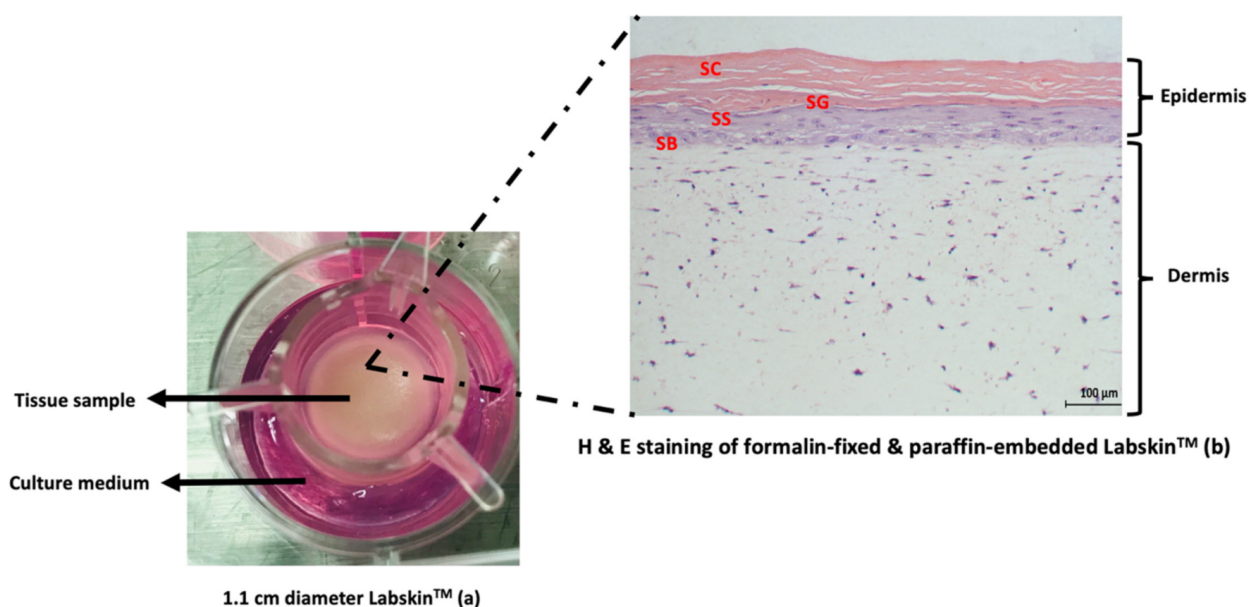 SC
SG
SS
SB
Epidermis
Dermis
100 µm
H & E staining of formalin-fixed & paraffin-embedded Labskin™ (b)
Tissue sample
Culture medium
1.1 cm diameter Labskin™ (a)